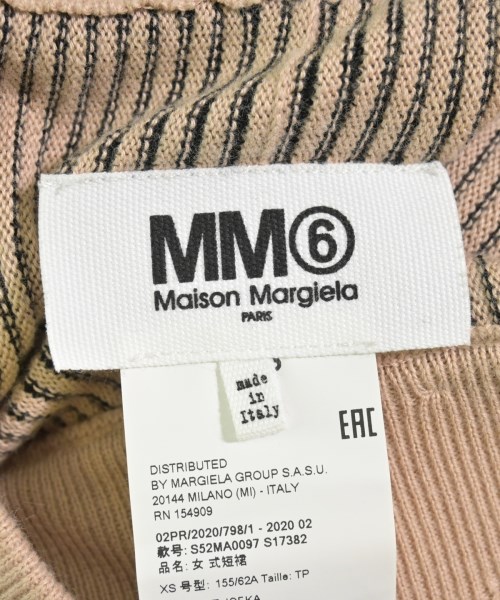 MM⑥
Maison Margiela
PARIS
made
in
Italy
EAC
DISTRIBUTED
BY MARGIELA GROUP S.A.S.U.
20144 MILANO (MI) - ITALY
RN 154909
02PR/2020/798/1 - 2020 02
款号: S52MA0097 S17382
品名: 女 式短裙
XS 号型: 155/62A Taille: TP